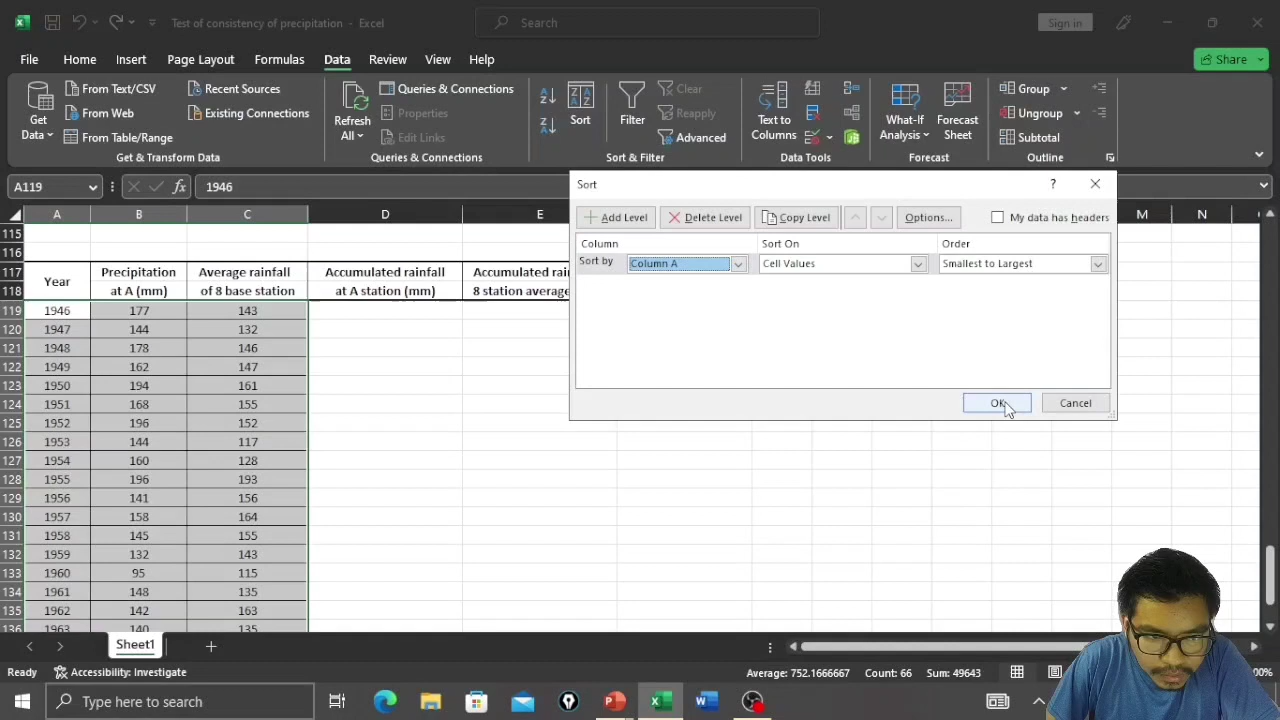 Test of consistency of precipitation - Excel
Search
Sign in
File Home Insert Page Layout Formulas Data Review View Help
Share
Get Data
From Text/CSV
From Web
From Table/Range
Recent Sources
Existing Connections
Get & Transform Data
Refresh All
Queries & Connections
Properties
Edit Links
Queries & Connections
Sort
Filter
Clear
Reapply
Advanced
Sort & Filter
Text to Columns
Data Tools
What-If Analysis
Forecast Sheet
Forecast
Group
Ungroup
Subtotal
Outline
A119
fx
1946
Sort
?
Add Level
Delete Level
Copy Level
Options...
My data has headers
Column Sort On Order
Sort by Column A Cell Values Smallest to Largest
OK
Cancel
A B C D E M N
115
116
117 Year Precipitation Average rainfall Accumulated rainfall Accumulated
118 at A (mm) of 8 base station at A station (mm) 8 station average
119 1946 177 143
120 1947 144 132
121 1948 178 146
122 1949 162 147
123 1950 194 161
124 1951 168 155
125 1952 196 152
126 1953 144 117
127 1954 160 128
128 1955 196 193
129 1956 141 156
130 1957 158 164
131 1958 145 155
132 1959 132 143
133 1960 95 115
134 1961 148 135
135 1962 142 163
136 1963 140 135
Sheet1
Ready
Accessibility: Investigate
Average: 752.1666667 Count: 66 Sum: 49643
Type here to search